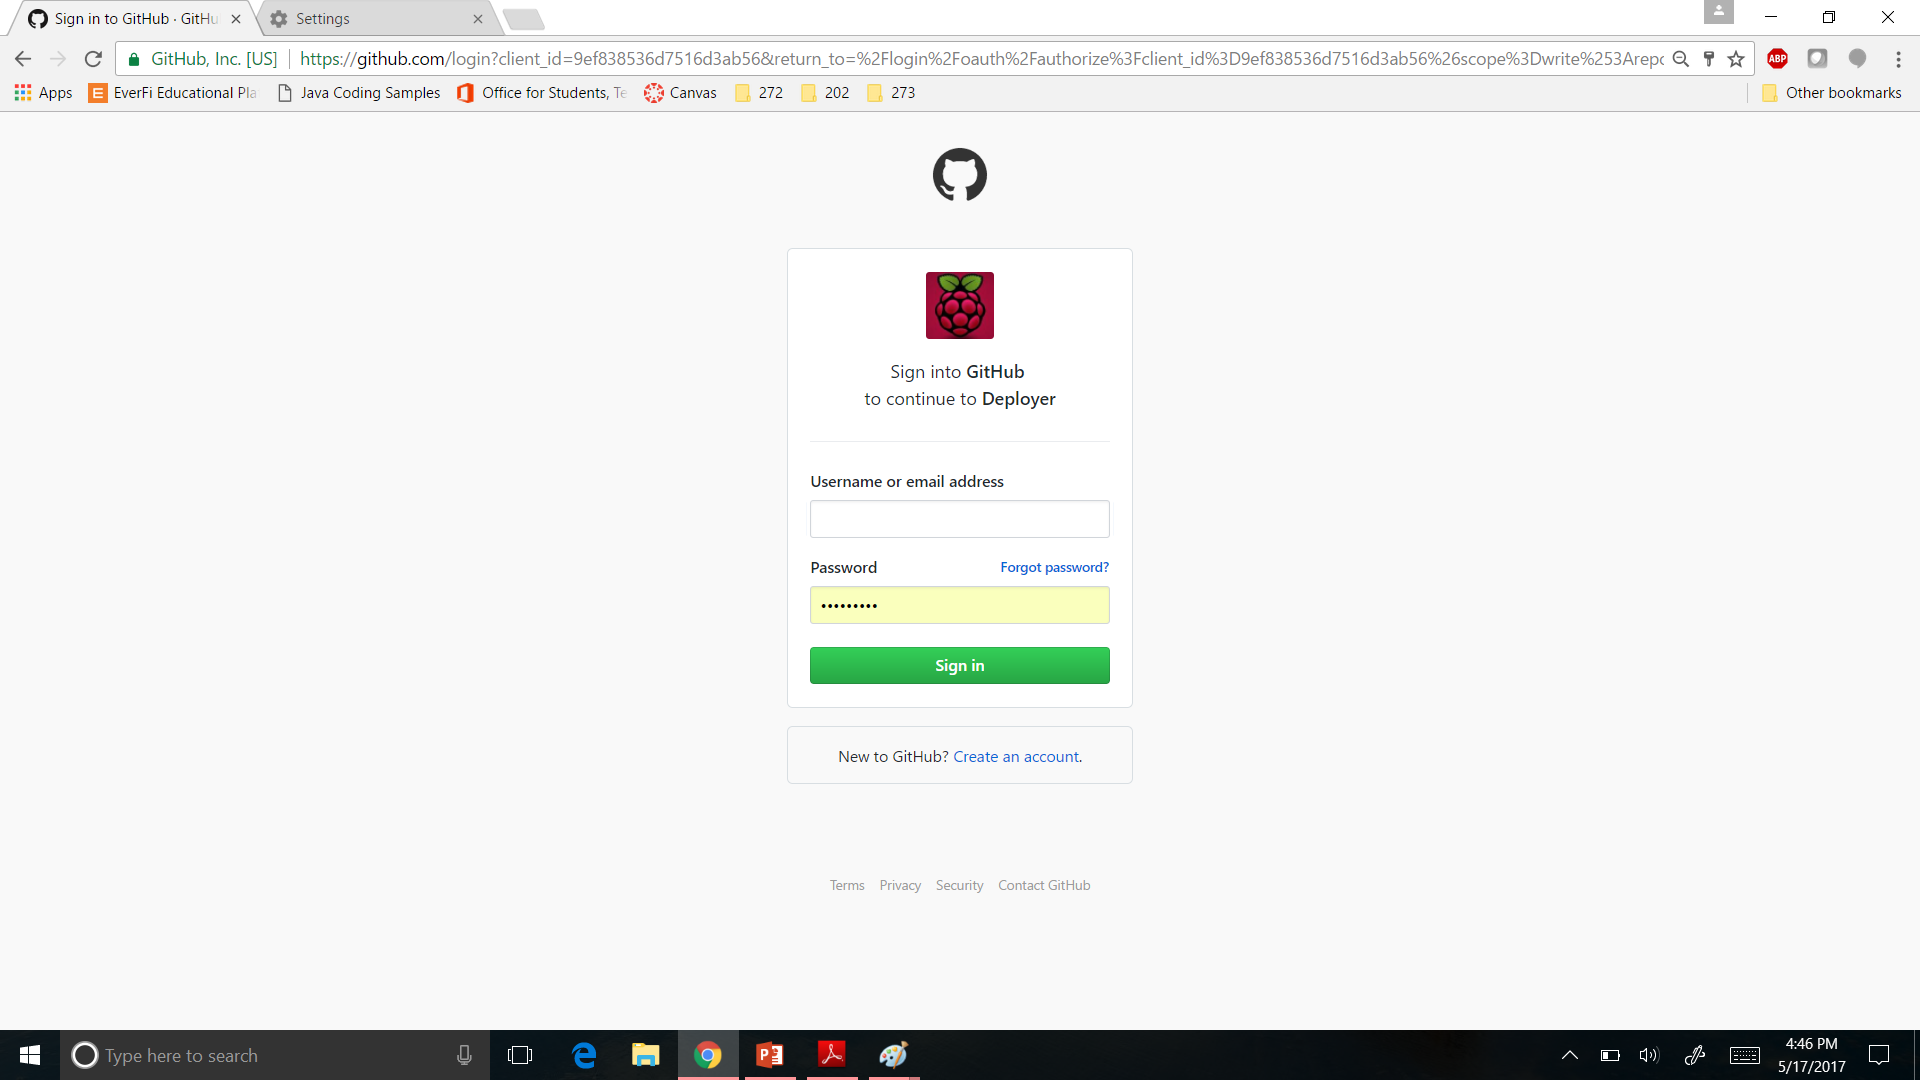 Sign in to GitHub · GitHu
Settings
GitHub, Inc. [US]
https://github.com/login?client_id=9ef838536d7516d3ab56&return_to=%2Flogin%2Foauth%2Fauthorize%3Fclient_id%3D9ef838536d7516d3ab56%26scope%3Dwrite%253Arepo
ABP
Apps
EverFi Educational Pla
Java Coding Samples
Office for Students, Te
Canvas
272
202
273
Other bookmarks
Sign into GitHub
to continue to Deployer
Username or email address
Password
Forgot password?
Sign in
New to GitHub? Create an account.
Terms Privacy Security Contact GitHub
Type here to search
4:46 PM
5/17/2017